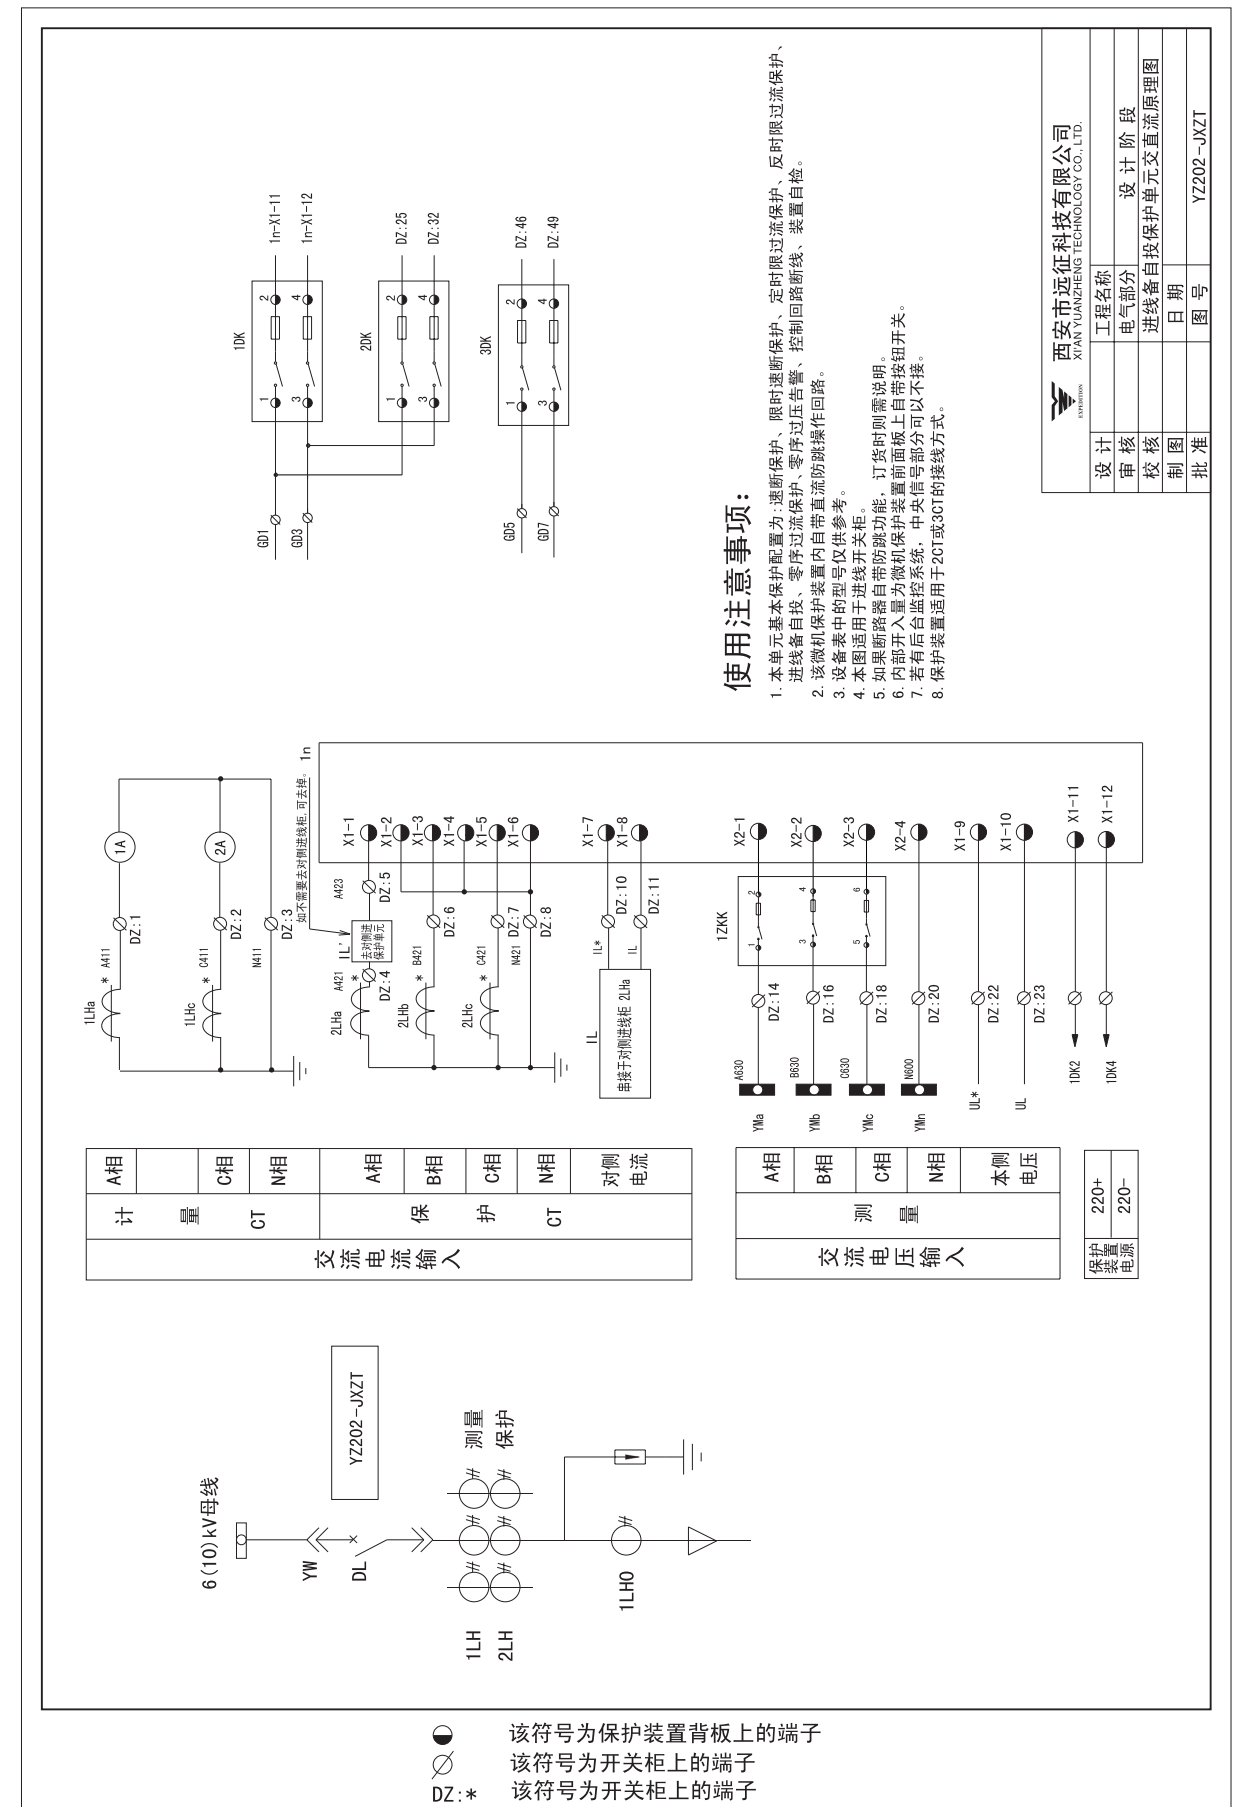 6(10)kV母线
YW
DL
YZ202-JXZT
测量
保护
1LH
2LH
1LHO
交流电流输入
计 量 CT
保 护 CT
A相
C相
N相
A相
B相
C相
N相
对侧
电流
1LHa
* A411
DZ:1
1A
1LHc
* C411
DZ:2
2A
N411
DZ:3
如不需要去对侧进线柜,可去掉。
1n
2LHa
*
A421
DZ:4
IL'
去对侧进
保护单元
A423
DZ:5
X1-1
X1-2
2LHb
* B421
DZ:6
X1-3
X1-4
2LHc
* C421
DZ:7
X1-5
N421
DZ:8
X1-6
IL
串接于对侧进线柜 2LHa
IL*
DZ:10
X1-7
IL
DZ:11
X1-8
交流电压输入
测 量
A相
B相
C相
N相
本侧
电压
YMa
A630
DZ:14
1ZKK
1
2
X2-1
YMb
B630
DZ:16
3
4
X2-2
YMc
C630
DZ:18
5
6
X2-3
YMn
N600
DZ:20
X2-4
UL*
DZ:22
X1-9
UL
DZ:23
X1-10
保护
装置
电源
220+
220-
1DK2
X1-11
1DK4
X1-12
GD1
GD3
1DK
1
2
1n-X1-11
3
4
1n-X1-12
2DK
1
2
DZ:25
3
4
DZ:32
GD5
GD7
3DK
1
2
DZ:46
3
4
DZ:49
使用注意事项:
1. 本单元基本保护配置为:速断保护、限时速断保护、定时限过流保护、反时限过流保护、
进线备自投、零序过流保护、零序过压告警、控制回路断线、装置自检。
2. 该微机保护装置内自带直流防跳操作回路。
3. 设备表中的型号仅供参考。
4. 本图适用于进线开关柜。
5. 如果断路器自带防跳功能,订货时则需说明。
6. 内部开入量为微机保护装置前面板上自带按钮开关。
7. 若有后台监控系统,中央信号部分可以不接。
8. 保护装置适用于2CT或3CT的接线方式。
EXPEDITION
西安市远征科技有限公司
XI'AN YUANZHENG TECHNOLOGY CO., LTD.
设 计
工程名称
审 核
电气部分
设 计 阶 段
校 核
进线备自投保护单元交直流原理图
制 图
日 期
批 准
图 号
YZ202-JXZT
该符号为保护装置背板上的端子
该符号为开关柜上的端子
DZ:* 该符号为开关柜上的端子